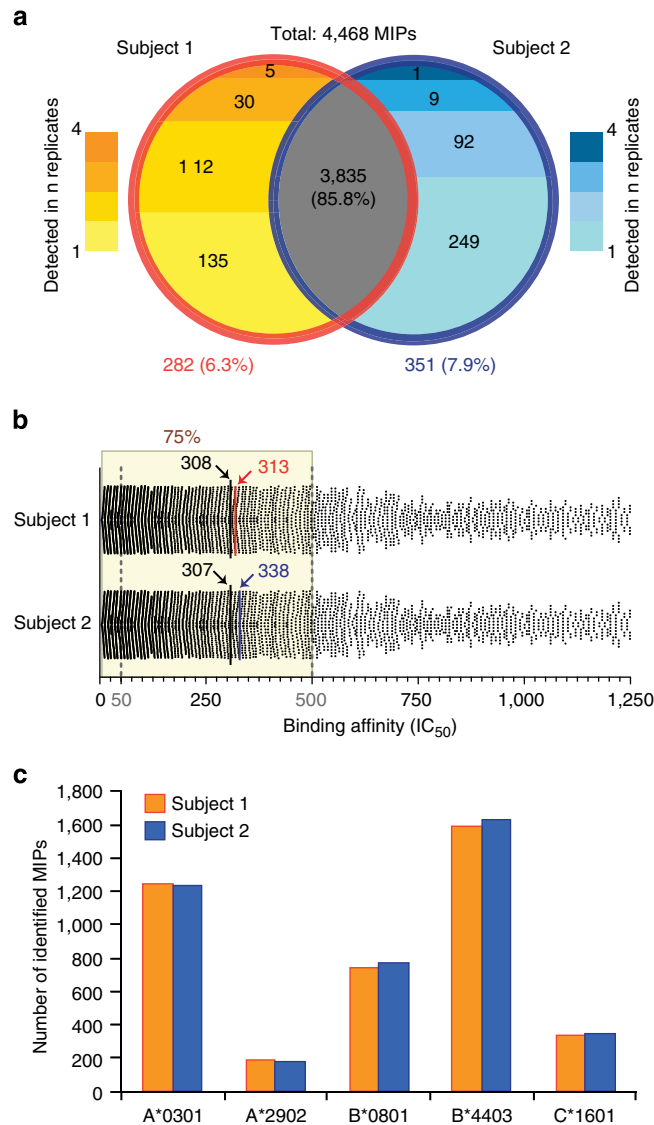 a
Total: 4,468 MIPs
Subject 1
Subject 2
5
1
30
9
4
4
1 12
92
3,835
(85.8%)
Detected in n replicates
Detected in n replicates
135
249
1
1
282 (6.3%)
351 (7.9%)
b
75%
308
313
Subject 1
307
338
Subject 2
0 50 250 500 750 1,000 1,250
Binding affinity (IC50)
c
1,800
1,600
1,400
1,200
1,000
800
600
400
200
0
Number of identified MIPs
Subject 1
Subject 2
A*0301 A*2902 B*0801 B*4403 C*1601